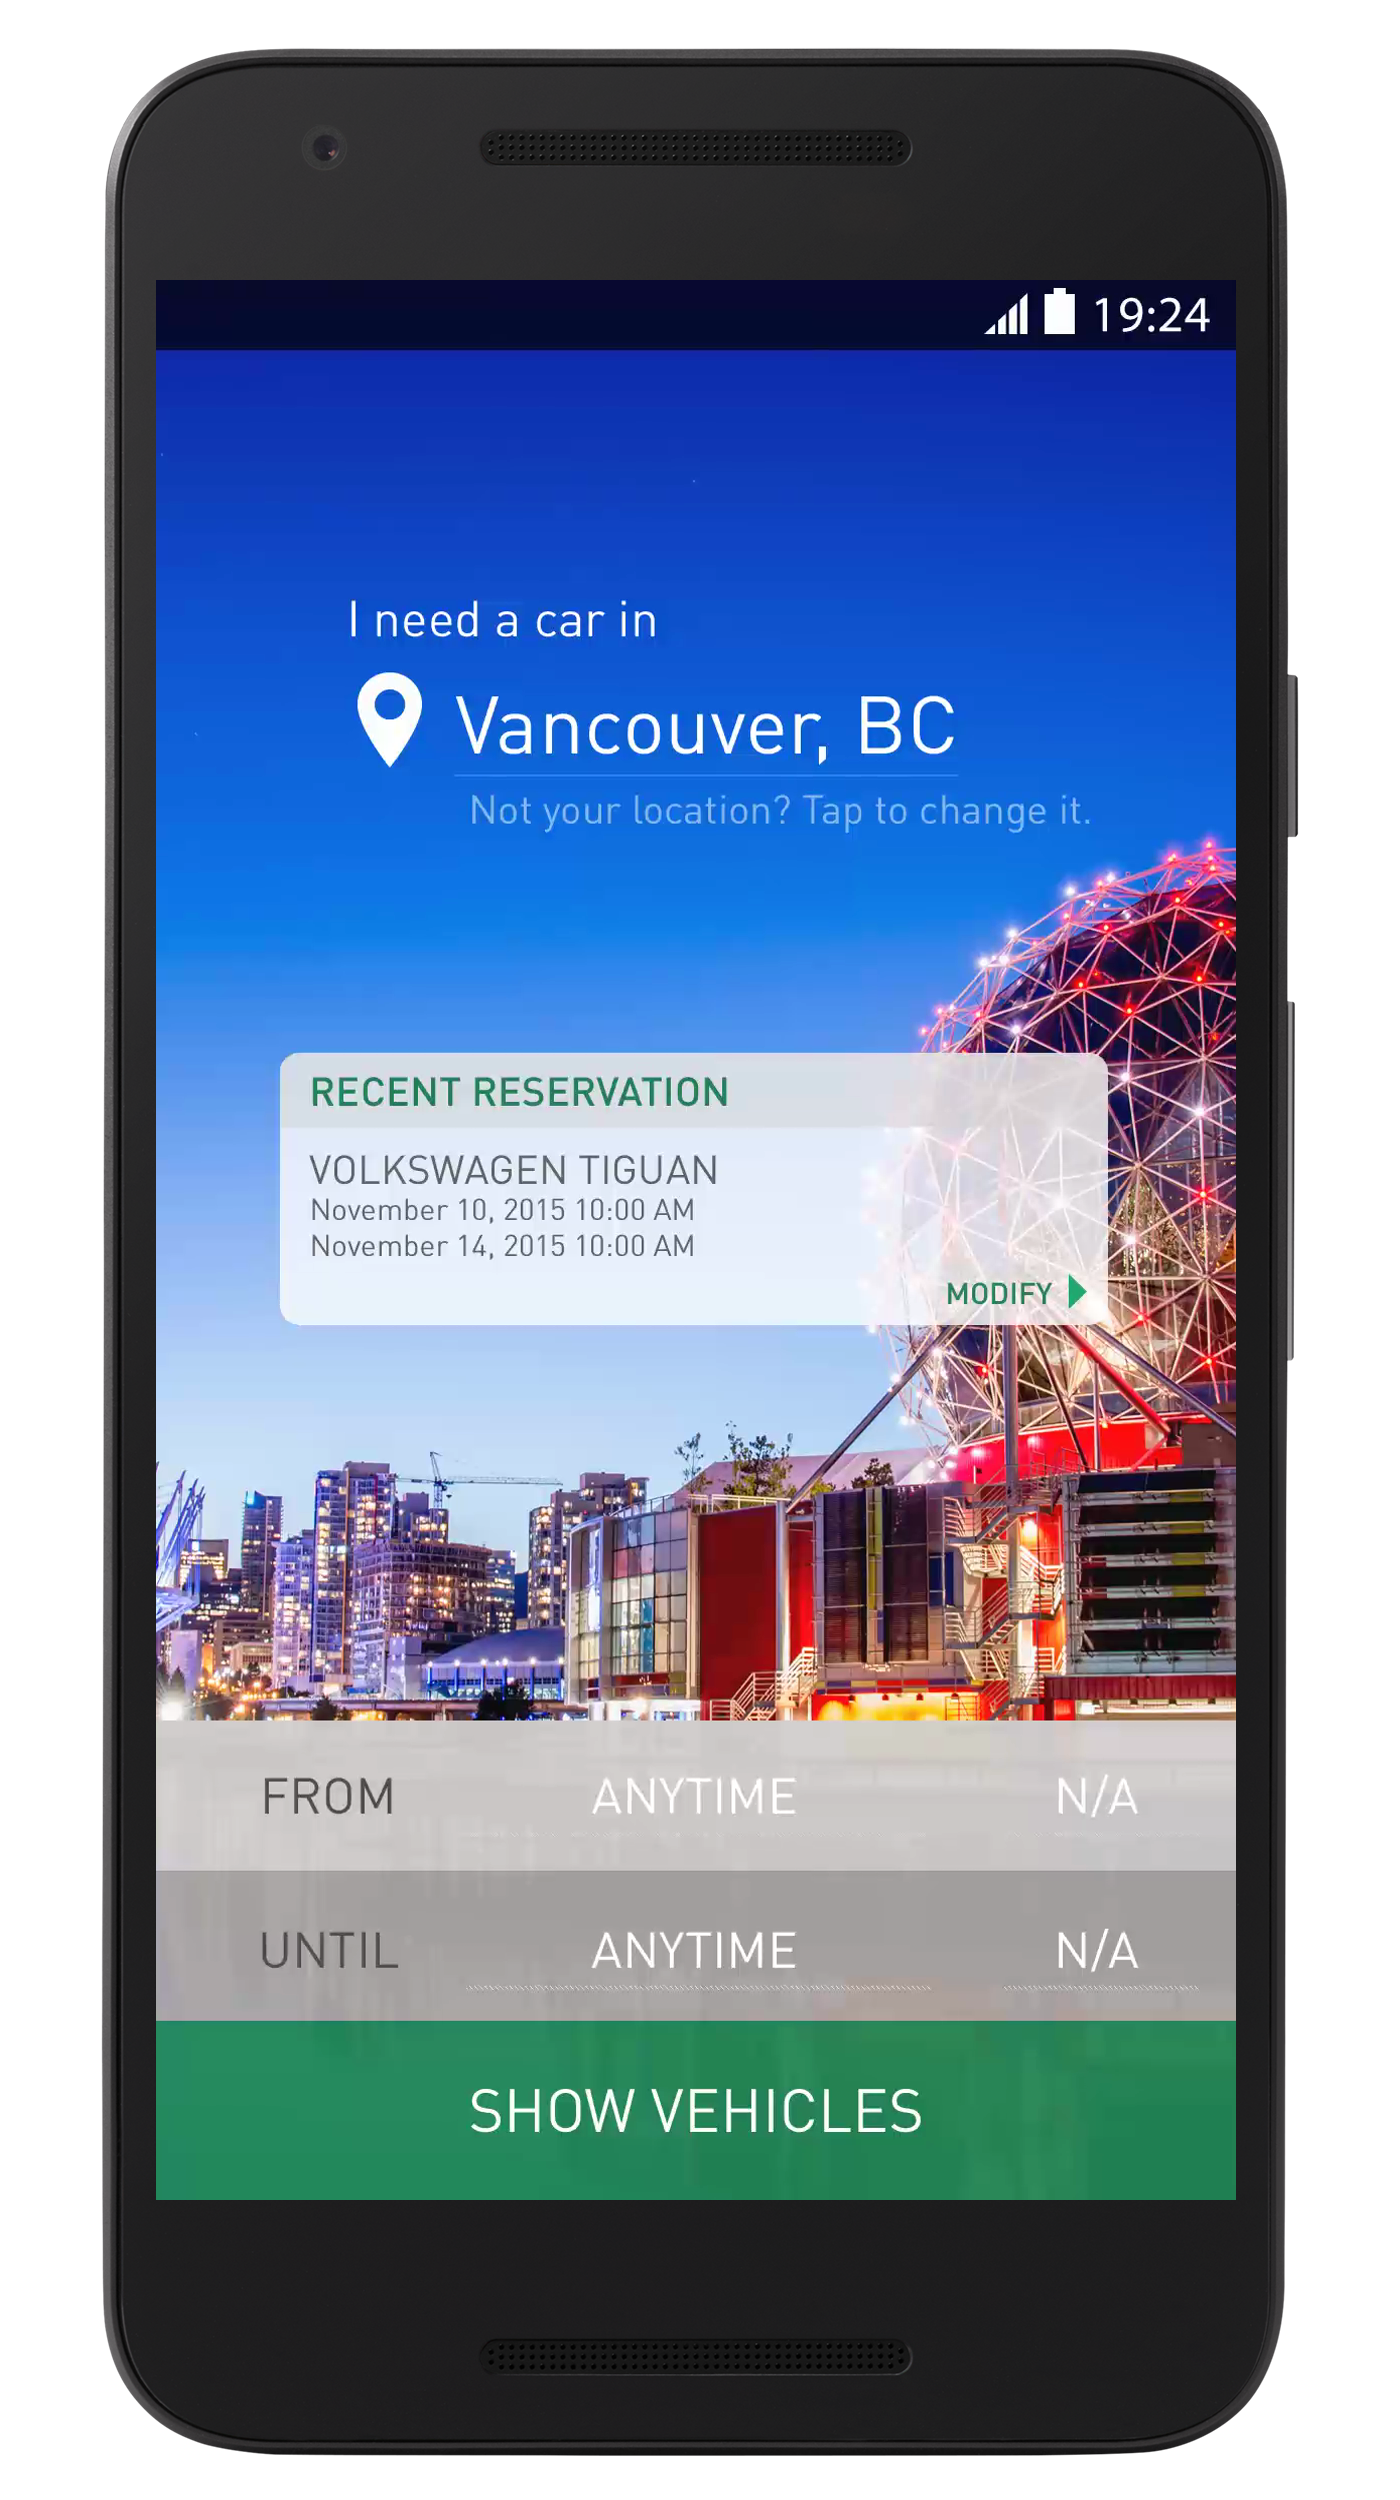 19:24
I need a car in
Vancouver, BC
Not your location? Tap to change it.
RECENT RESERVATION
VOLKSWAGEN TIGUAN
November 10, 2015 10:00 AM
November 14, 2015 10:00 AM
MODIFY
FROM ANYTIME N/A
UNTIL ANYTIME N/A
SHOW VEHICLES